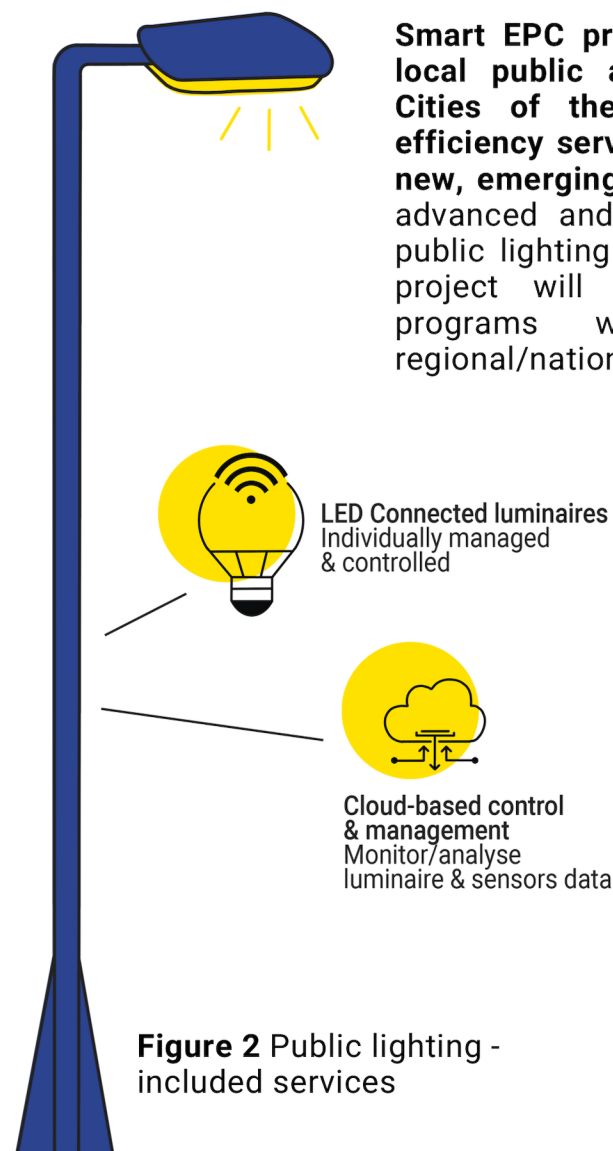 Smart EPC pr
local public a
Cities of the
efficiency serv
new, emerging
advanced and
public lighting
project will
programs w
regional/nation
LED Connected luminaires
Individually managed
& controlled
Cloud-based control
& management
Monitor/analyse
luminaire & sensors data
Figure 2 Public lighting -
included services